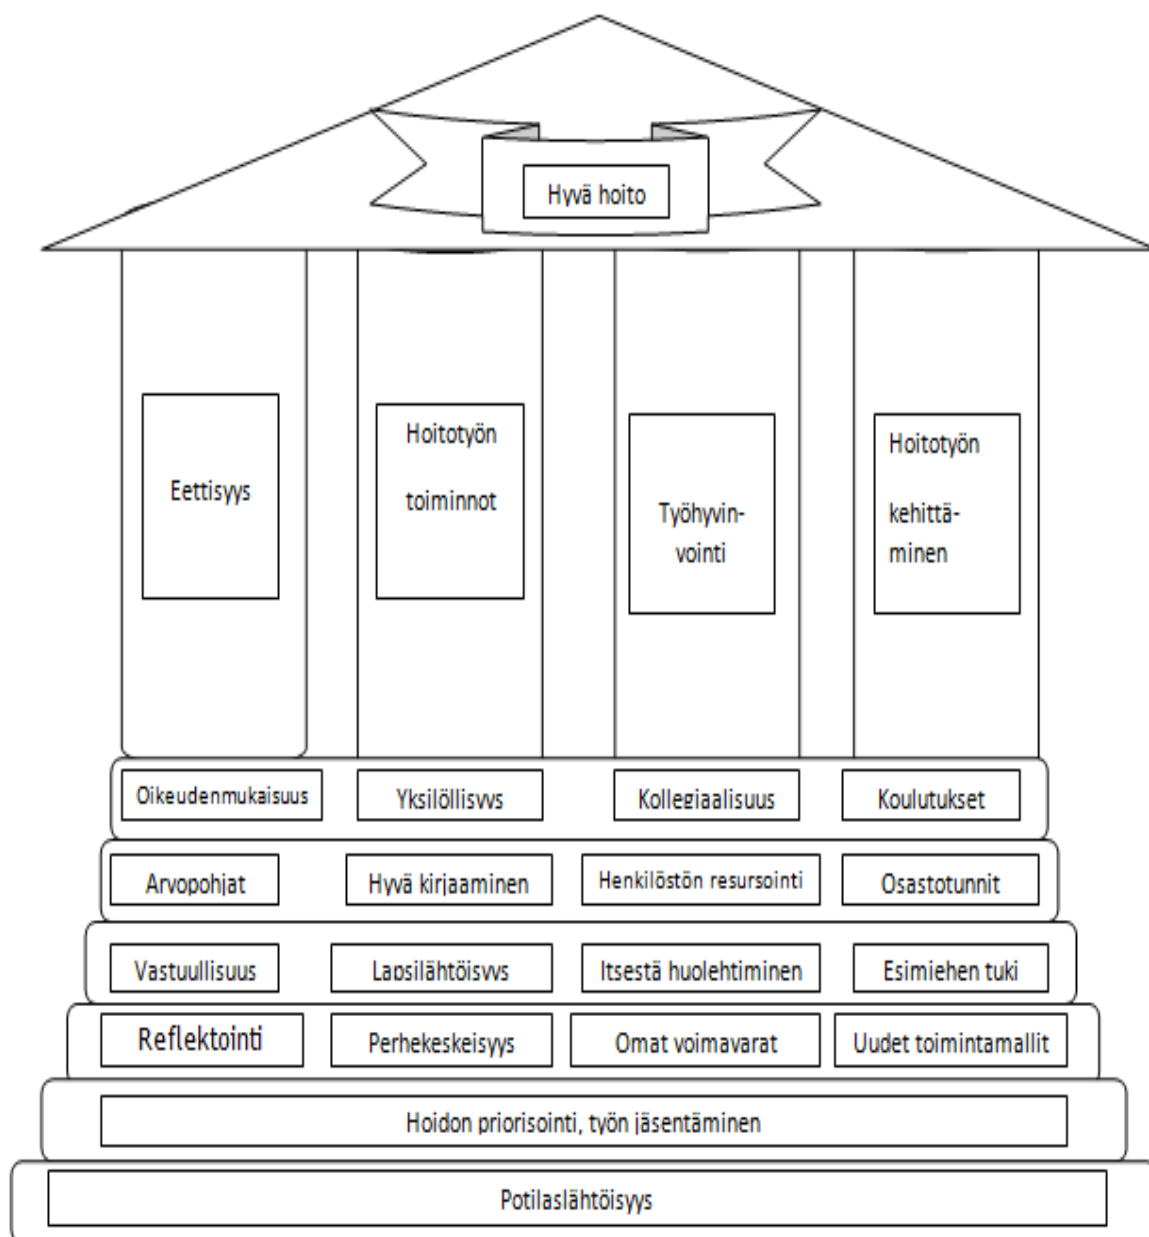 Hyvä hoito
Eettisyys
Hoitotyön
toiminnot
Työhyvin-
vointi
Hoitotyön
kehittä-
minen
Oikeudenmukaisuus
Yksilöllisyys
Kollegiaalisuus
Koulutukset
Arvopohjat
Hyvä kirjaaminen
Henkilöstön resursointi
Osastotunnit
Vastuullisuus
Lapsilähtöisyys
Itsestä huolehtiminen
Esimiehen tuki
Reflektointi
Perhekeskeisyys
Omat voimavarat
Uudet toimintamallit
Hoidon priorisointi, työn jäsentäminen
Potilaslähtöisyys